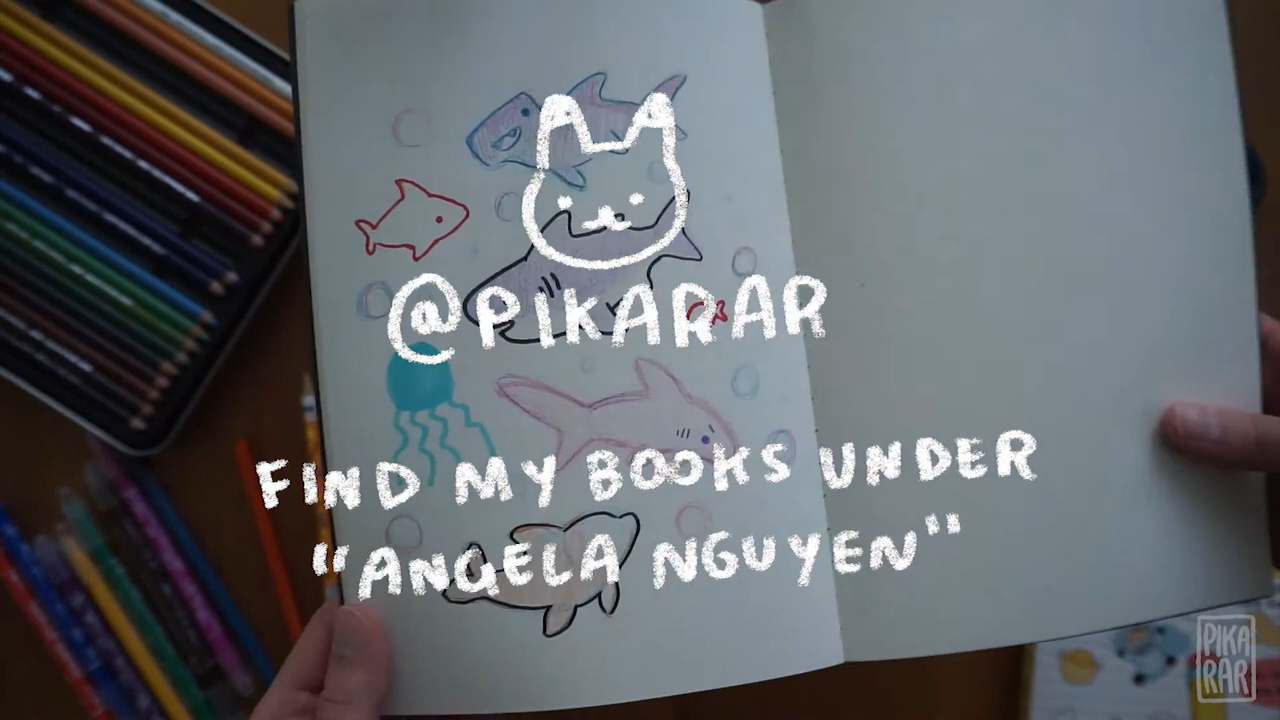 @PIKARAR
FIND MY BOOKS UNDER
"ANGELA NGUYEN"
PIKA
RAR